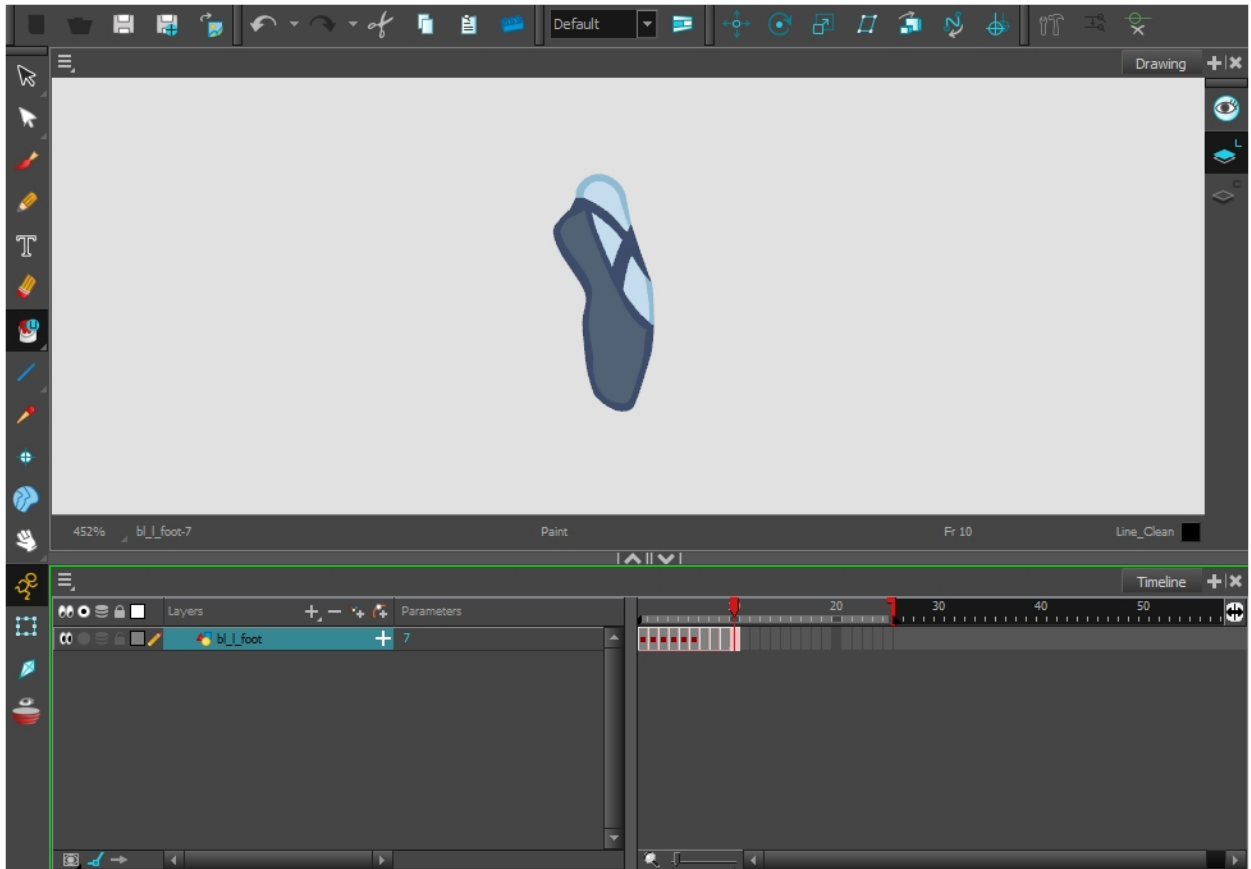 Default
Drawing
L
C
T
452% bl_l_foot-7 Paint Fr 10 Line_Clean
Timeline
Layers Parameters 20 30 40 50
bl_l_foot 7